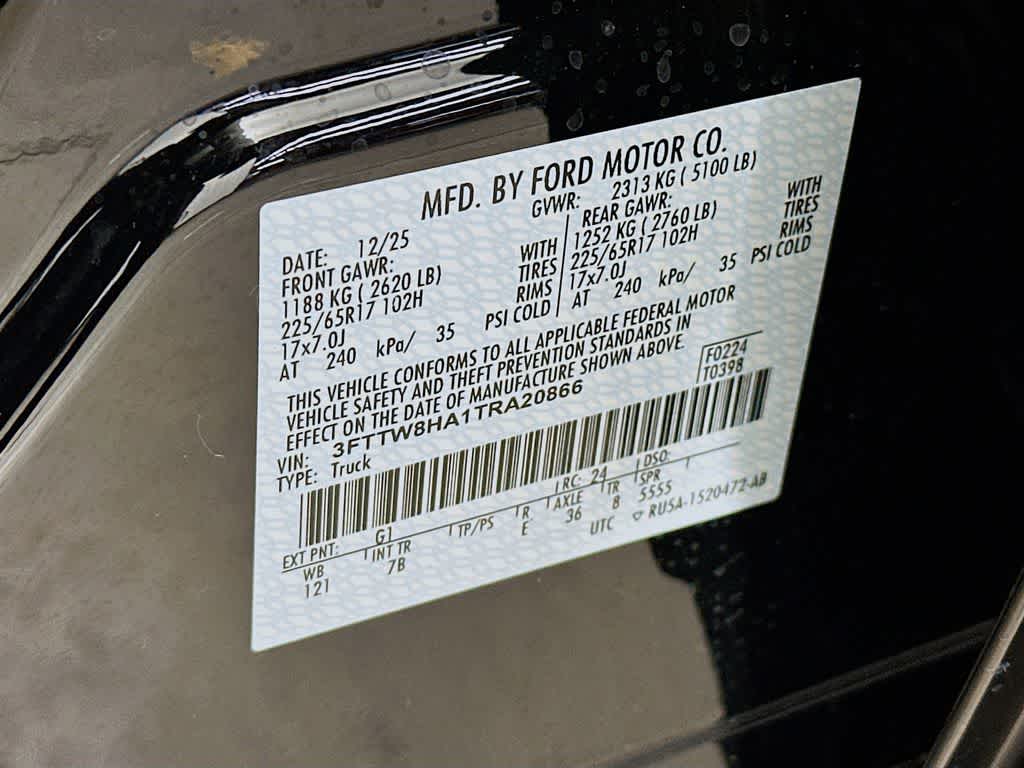 MFD. BY FORD MOTOR CO.
DATE: 12/25 GVWR: 2313 KG ( 5100 LB)
FRONT GAWR: REAR GAWR:
1188 KG ( 2620 LB) WITH 1252 KG ( 2760 LB) WITH
225/65R17 102H TIRES 225/65R17 102H TIRES
17x7.0J RIMS 17x7.0J RIMS
AT 240 kPa/ 35 PSI COLD AT 240 kPa/ 35 PSI COLD
THIS VEHICLE CONFORMS TO ALL APPLICABLE FEDERAL MOTOR
VEHICLE SAFETY AND THEFT PREVENTION STANDARDS IN
EFFECT ON THE DATE OF MANUFACTURE SHOWN ABOVE.
F0224
T0398
VIN: 3FTTW8HA1TRA20866
TYPE: Truck
EXT PNT: G1 RC: 24 DSO:
WB INT TR TP/PS R AXLE TR SPR
121 7B E 36 8 5555
UTC ▽ RU5A-1520472-AB